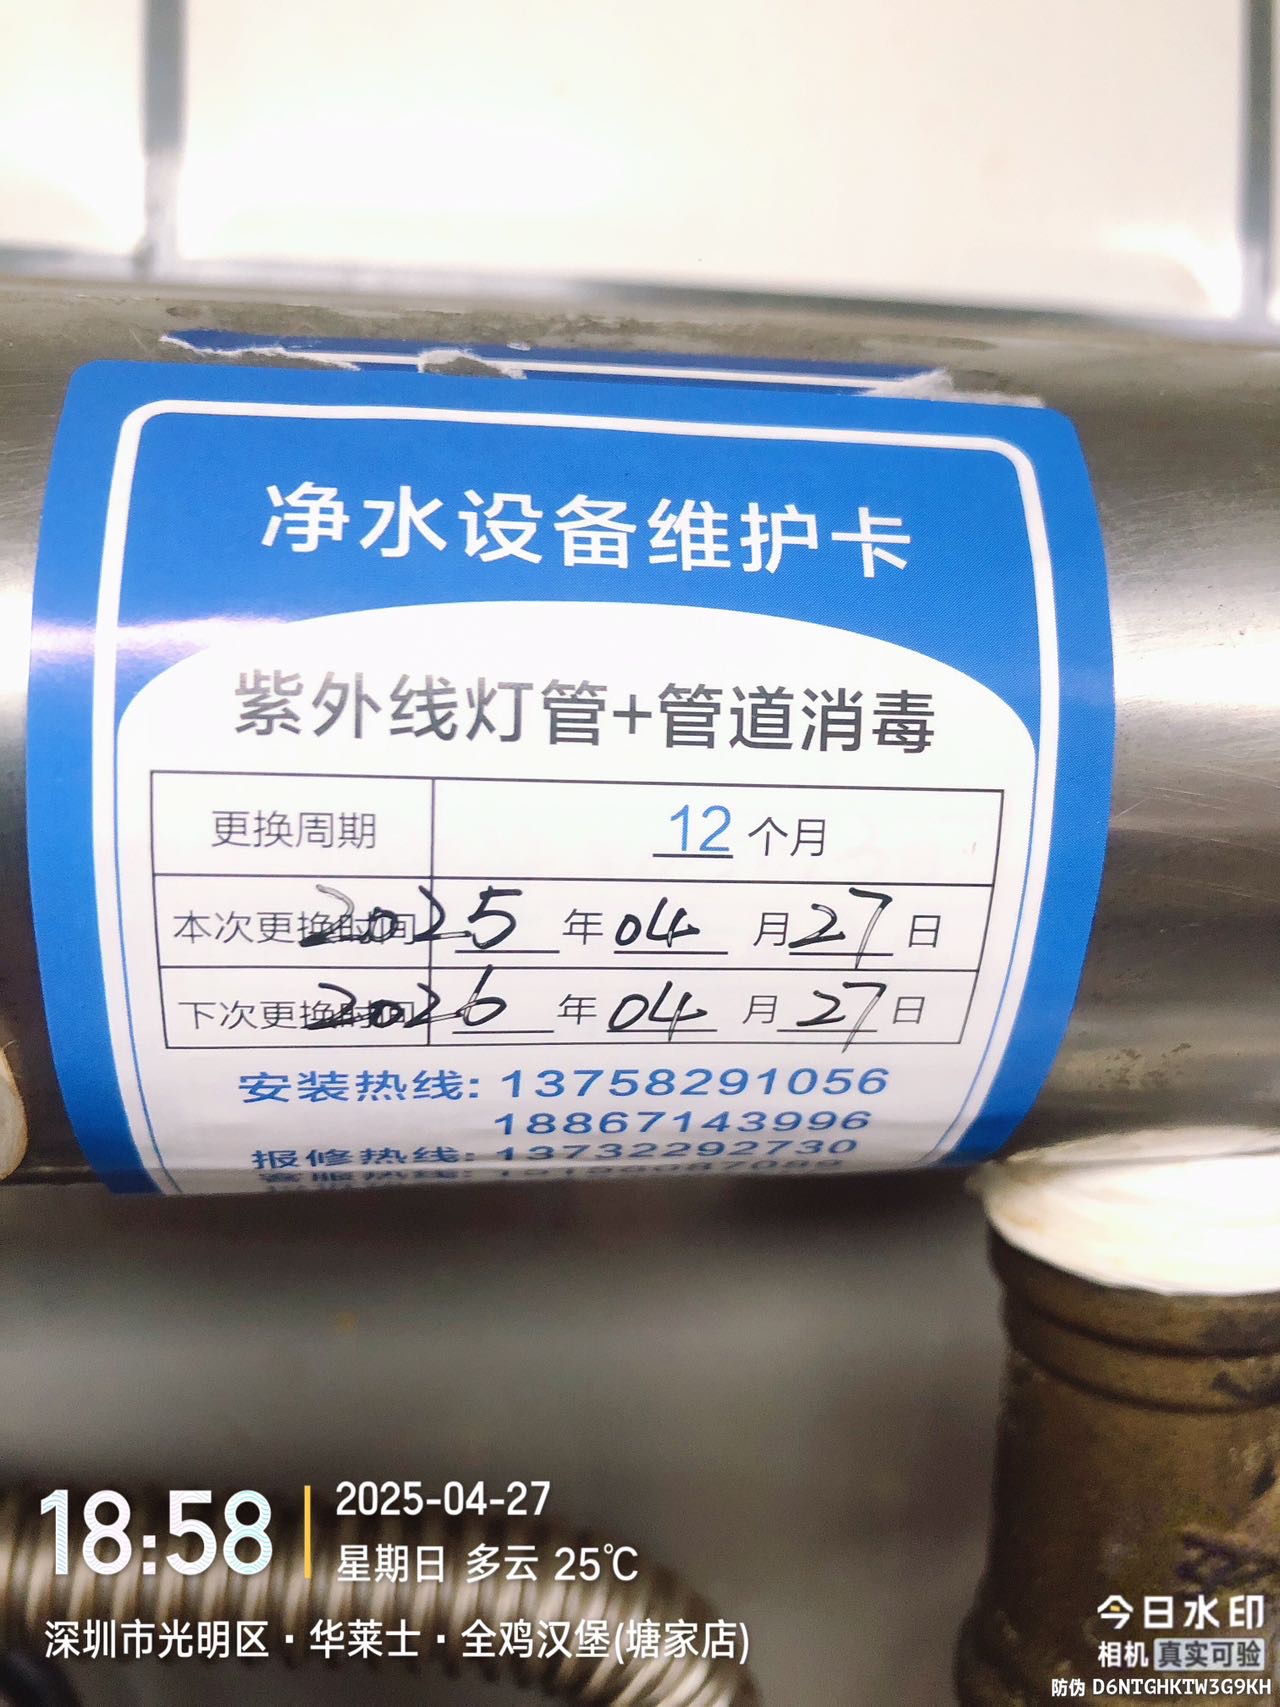 净水设备维护卡
紫外线灯管+管道消毒
更换周期 12 个月
本次更换时间 2025 年 04 月 27 日
下次更换时间 2026 年 04 月 27 日
安装热线: 13758291056
18867143996
报修热线: 13732292730
客服热线:
18:58
2025-04-27
星期日 多云 25℃
深圳市光明区·华莱士·全鸡汉堡(塘家店)
今日水印
相机 真实可验
防伪 D6NTGHKTW3G9KH